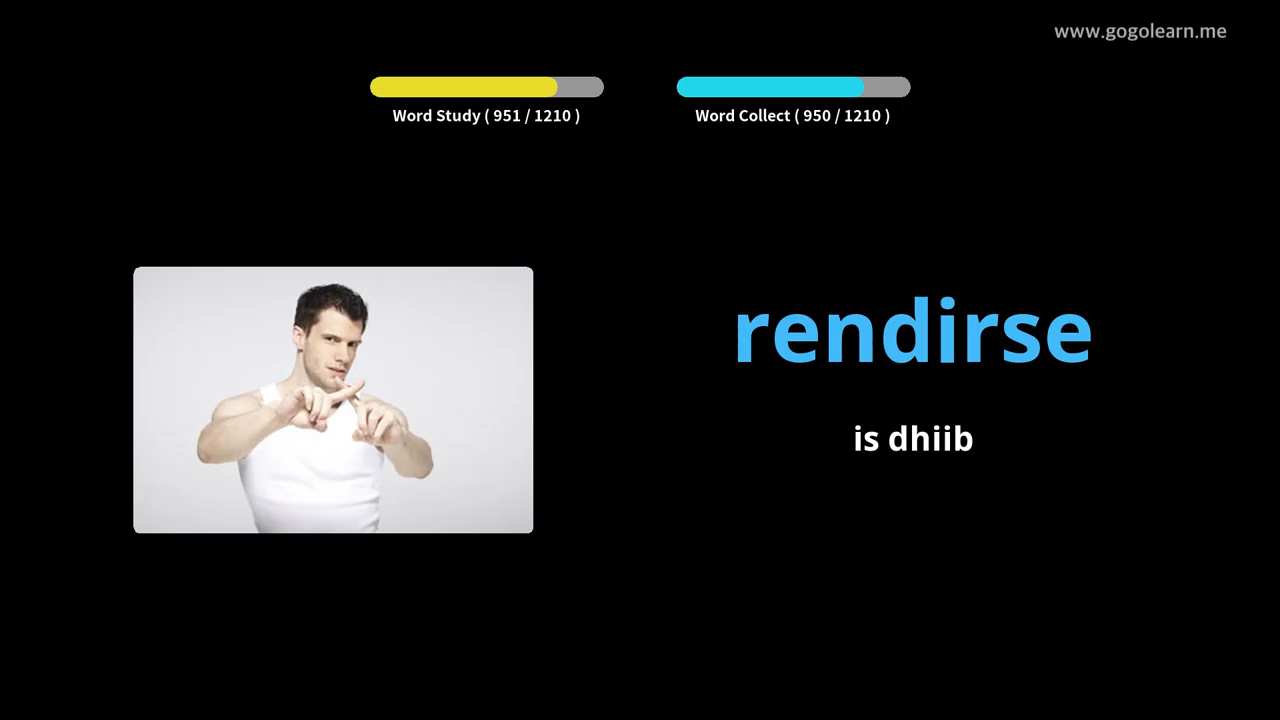 www.gogolearn.me
Word Study ( 951 / 1210 )
Word Collect ( 950 / 1210 )
rendirse
is dhiib